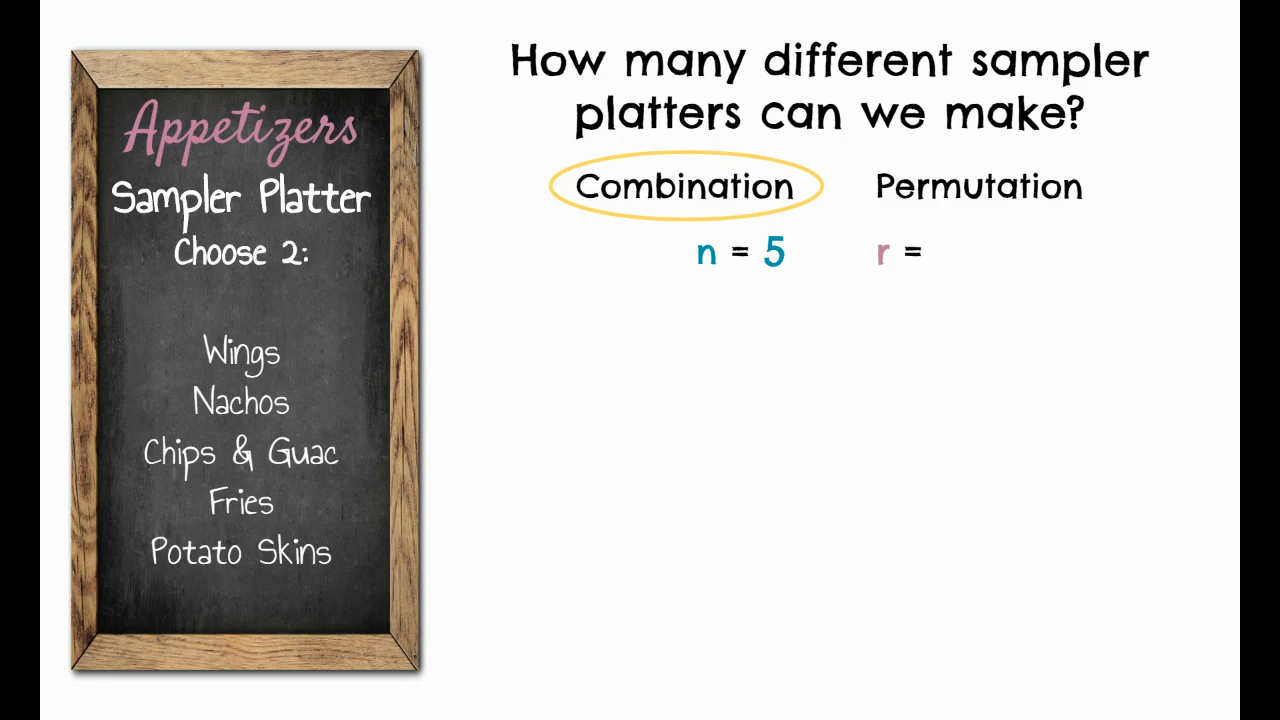 Appetizers
Sampler Platter
Choose 2:
Wings
Nachos
Chips & Guac
Fries
Potato Skins
How many different sampler
platters can we make?
Combination Permutation
n = 5 r =